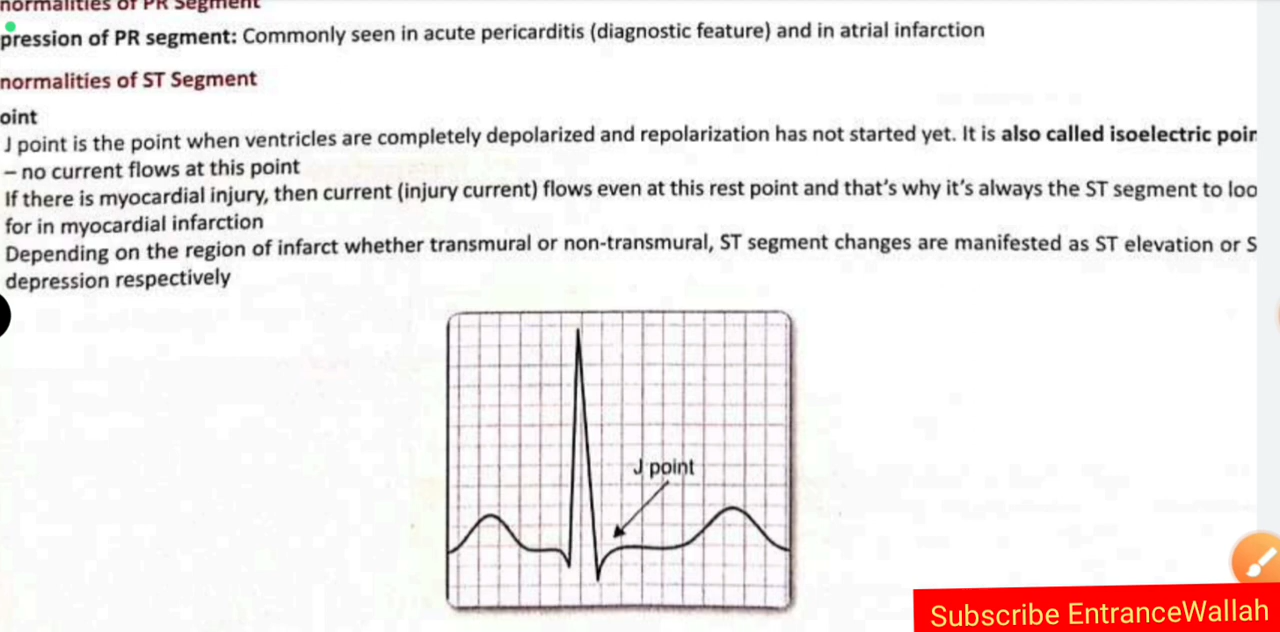 normalities of PR Segment
pression of PR segment: Commonly seen in acute pericarditis (diagnostic feature) and in atrial infarction
normalities of ST Segment
oint
J point is the point when ventricles are completely depolarized and repolarization has not started yet. It is also called isoelectric poin
– no current flows at this point
If there is myocardial injury, then current (injury current) flows even at this rest point and that's why it's always the ST segment to loo
for in myocardial infarction
Depending on the region of infarct whether transmural or non-transmural, ST segment changes are manifested as ST elevation or S
depression respectively
J point
Subscribe EntranceWallah